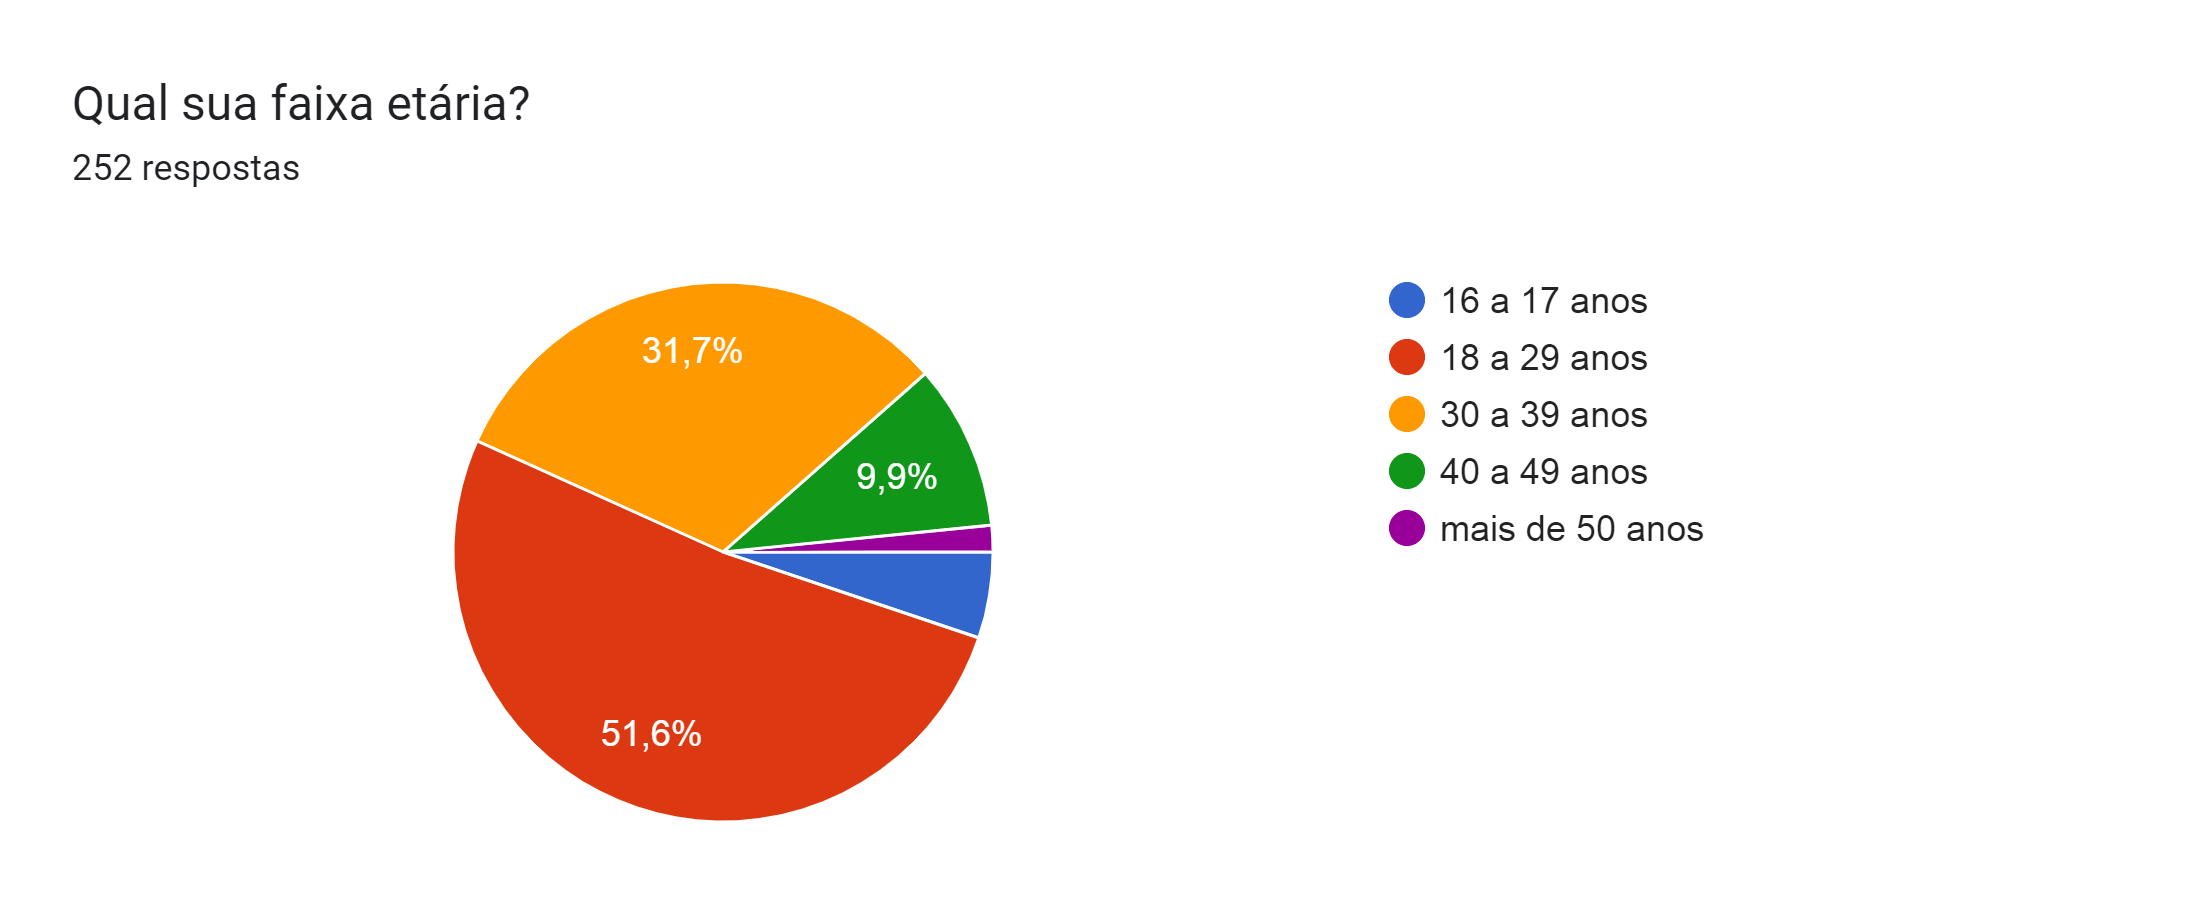 Qual sua faixa etária?
252 respostas
31,7%
9,9%
51,6%
16 a 17 anos
18 a 29 anos
30 a 39 anos
40 a 49 anos
mais de 50 anos